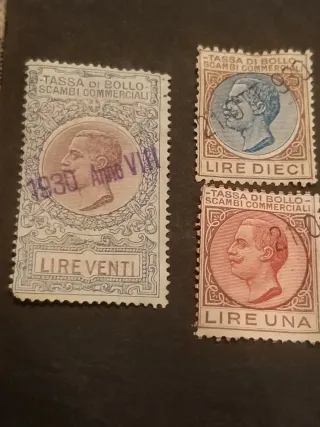 TASSA DI BOLLO
SCAMBI COMMERCIALI
1930 Anno VIII
LIRE VENTI
TASSA DI BOLLO
SCAMBI COMMERCIALI
LIRE DIECI
TASSA DI BOLLO
SCAMBI COMMERCIALI
LIRE UNA